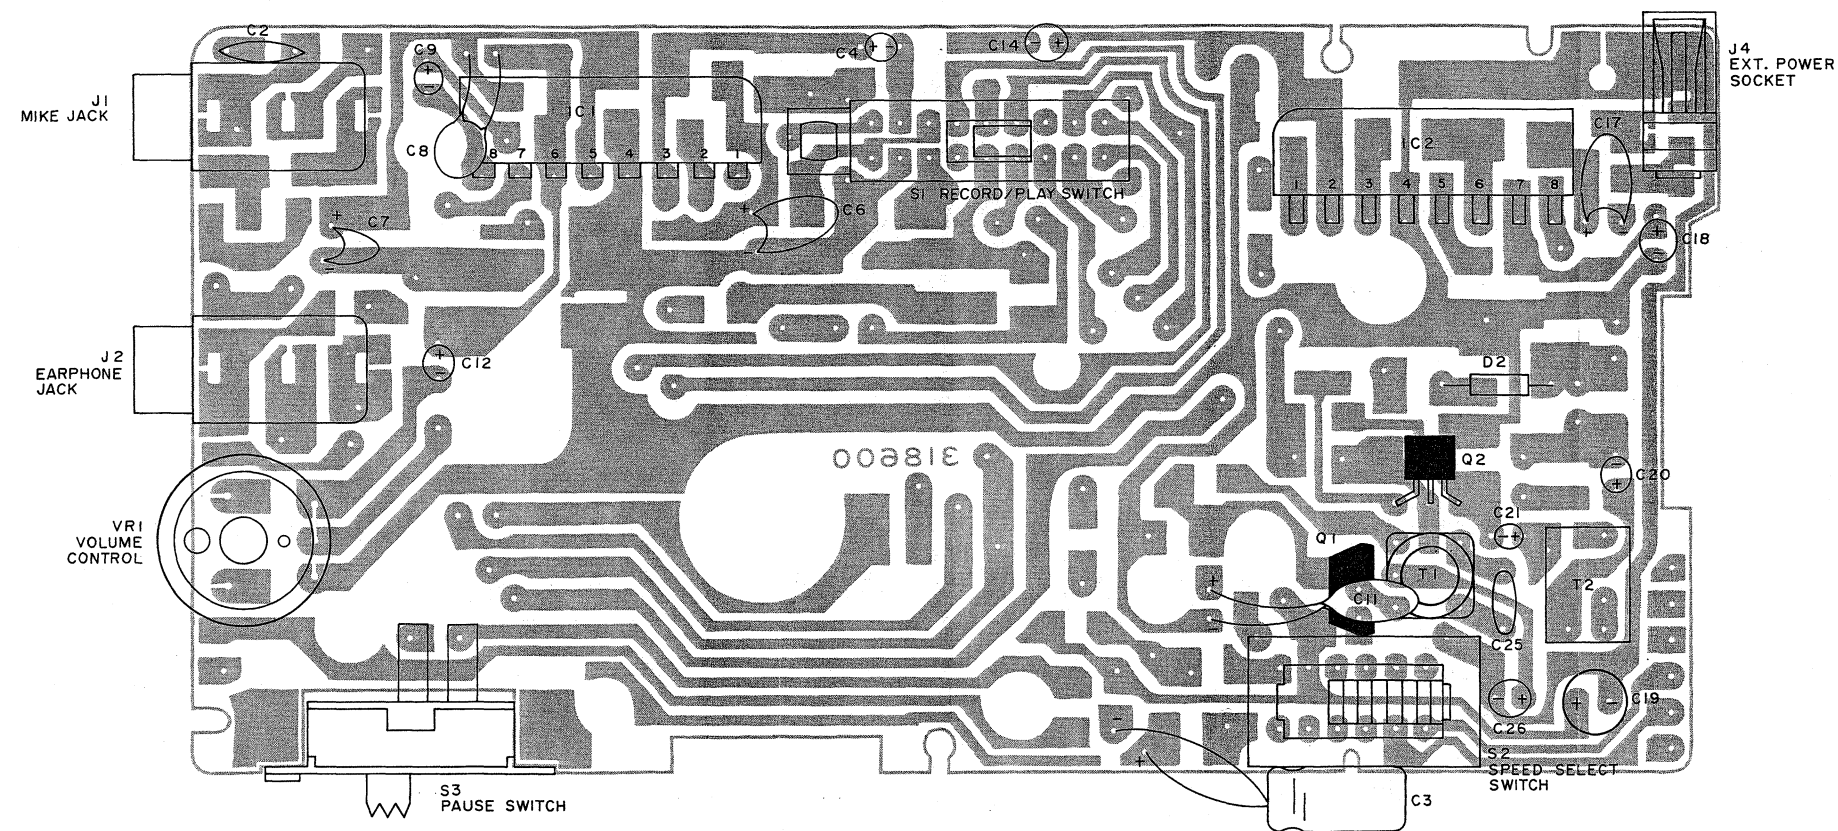 C2
C9
C4
C14
J4
EXT. POWER
SOCKET
J1
MIKE JACK
IC1
C8
8 7 6 5 4 3 2 1
IC2
C17
1 2 3 4 5 6 7 8
S1 RECORD/PLAY SWITCH
C7
C6
C18
J2
EARPHONE
JACK
C12
D2
318600
Q2
C20
VR1
VOLUME
CONTROL
C21
Q1
T1
C11
T2
C25
C19
C26
S2
SPEED SELECT
SWITCH
S3
PAUSE SWITCH
C3